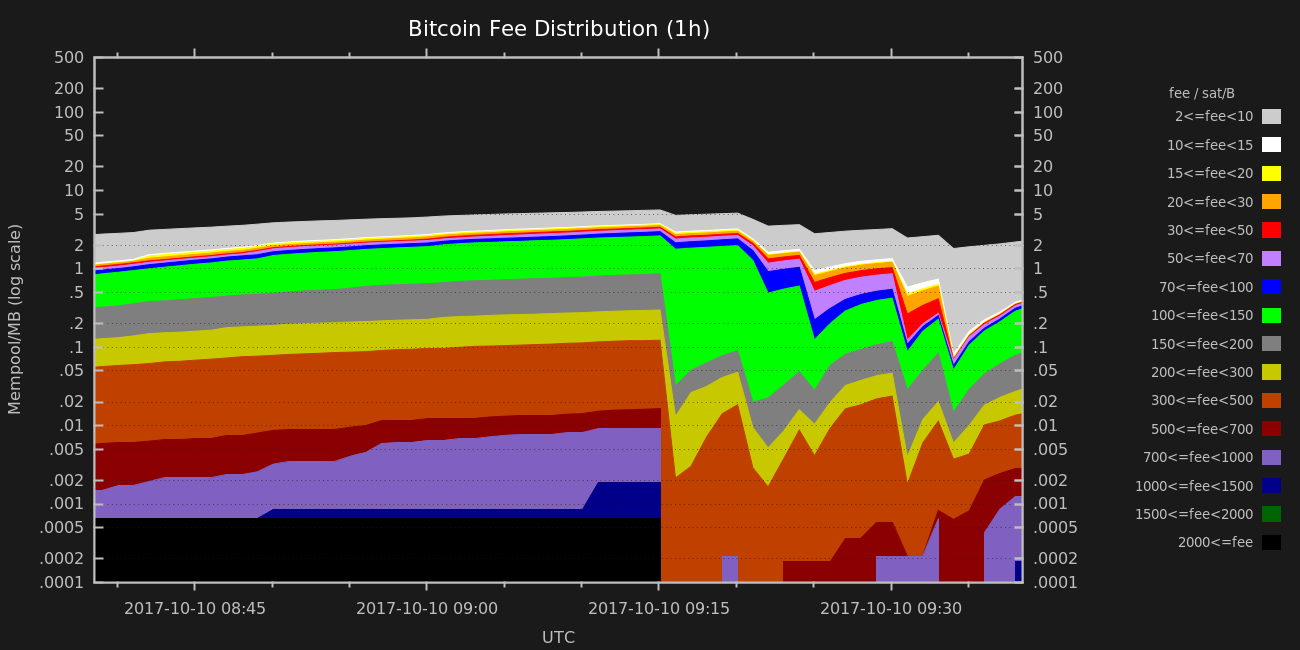 Bitcoin Fee Distribution (1h)
500
200
100
50
20
10
5
2
1
.5
.2
.1
.05
.02
.01
.005
.002
.001
.0005
.0002
.0001
Mempool/MB (log scale)
2017-10-10 08:45
2017-10-10 09:00
2017-10-10 09:15
2017-10-10 09:30
UTC
500
200
100
50
20
10
5
2
1
.5
.2
.1
.05
.02
.01
.005
.002
.001
.0005
.0002
.0001
fee / sat/B
2<=fee<10
10<=fee<15
15<=fee<20
20<=fee<30
30<=fee<50
50<=fee<70
70<=fee<100
100<=fee<150
150<=fee<200
200<=fee<300
300<=fee<500
500<=fee<700
700<=fee<1000
1000<=fee<1500
1500<=fee<2000
2000<=fee